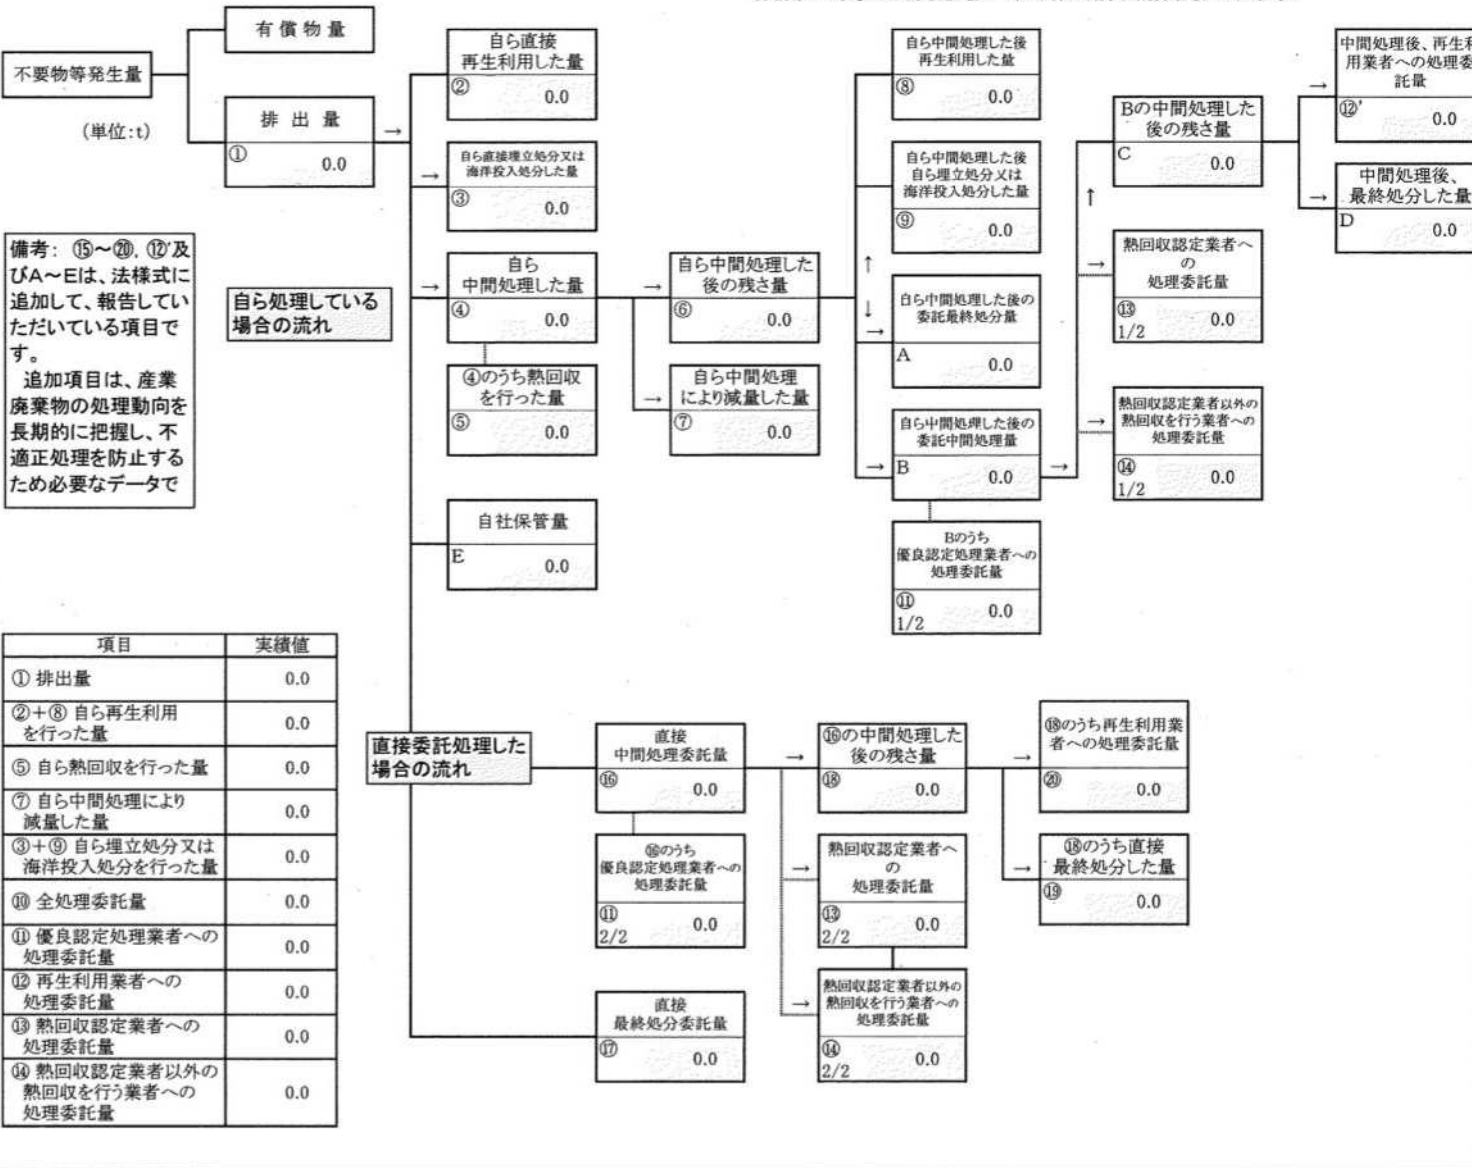 有償物量
不要物等発生量
(単位:t)
排出量
①
0.0
→
自ら直接
再生利用した量
②
0.0
自ら直接埋立処分又は
海洋投入処分した量
→
③
0.0
自ら
中間処理した量
→
④
0.0
④のうち熱回収
を行った量
⑤
0.0
自社保管量
E
0.0
自ら中間処理した
後の残さ量
→
⑥
0.0
自ら中間処理
により減量した量
→
⑦
0.0
自ら中間処理した後
再生利用した量
⑧
0.0
自ら中間処理した後
自ら埋立処分又は
海洋投入処分した量
⑨
0.0
↑
↓
→
自ら中間処理した後の
委託最終処分量
A
0.0
自ら中間処理した後の
委託中間処理量
→
B
0.0
→
Bのうち
優良認定処理業者への
処理委託量
⑪
1/2
0.0
Bの中間処理した
後の残さ量
C
0.0
↑
熱回収認定業者へ
の
処理委託量
→
⑬
1/2
0.0
熱回収認定業者以外の
熱回収を行う業者への
処理委託量
→
⑭
1/2
0.0
中間処理後、再生利
用業者への処理委
託量
→
⑫'
0.0
中間処理後、
最終処分した量
→
D
0.0
備考: ⑮~⑳, ⑫'及
びA~Eは、法様式に
追加して、報告してい
ただいている項目で
す。
追加項目は、産業
廃棄物の処理動向を
長期的に把握し、不
適正処理を防止する
ため必要なデータで
自ら処理している
場合の流れ
項目 実績値
① 排出量 0.0
②+⑧ 自ら再生利用
を行った量 0.0
⑤ 自ら熱回収を行った量 0.0
⑦ 自ら中間処理により
減量した量 0.0
③+⑨ 自ら埋立処分又は
海洋投入処分を行った量 0.0
⑩ 全処理委託量 0.0
⑪ 優良認定処理業者への
処理委託量 0.0
⑫ 再生利用業者への
処理委託量 0.0
⑬ 熱回収認定業者への
処理委託量 0.0
⑭ 熱回収認定業者以外の
熱回収を行う業者への
処理委託量 0.0
直接委託処理した
場合の流れ
直接
中間処理委託量
⑯
0.0
→
⑯のうち
優良認定処理業者への
処理委託量
⑪
2/2
0.0
直接
最終処分委託量
⑰
0.0
⑯の中間処理した
後の残さ量
⑱
0.0
→
熱回収認定業者へ
の
処理委託量
→
⑬
2/2
0.0
熱回収認定業者以外の
熱回収を行う業者への
処理委託量
→
⑭
2/2
0.0
⑱のうち再生利用業
者への処理委託量
⑳
0.0
⑱のうち直接
最終処分した量
→
⑲
0.0